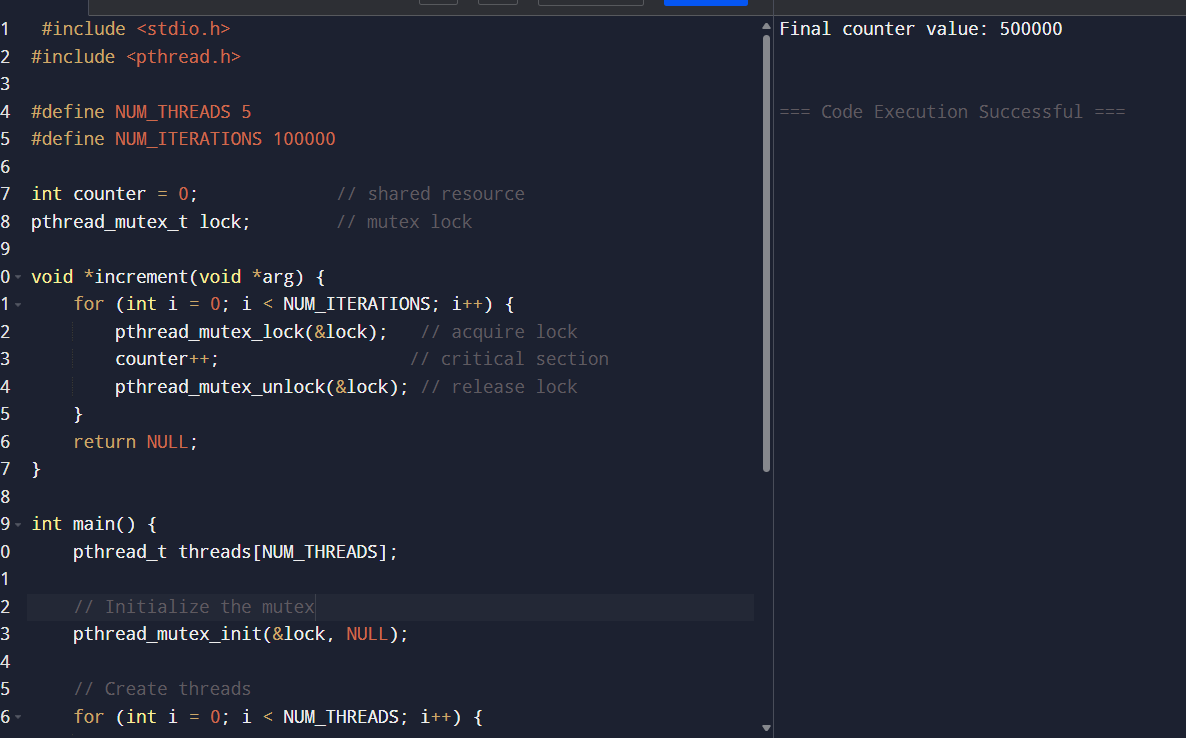 1 #include <stdio.h>
2 #include <pthread.h>
3
4 #define NUM_THREADS 5
5 #define NUM_ITERATIONS 100000
6
7 int counter = 0;             // shared resource
8 pthread_mutex_t lock;        // mutex lock
9
0 void *increment(void *arg) {
1     for (int i = 0; i < NUM_ITERATIONS; i++) {
2         pthread_mutex_lock(&lock);   // acquire lock
3         counter++;                  // critical section
4         pthread_mutex_unlock(&lock); // release lock
5     }
6     return NULL;
7 }
8
9 int main() {
0     pthread_t threads[NUM_THREADS];
1
2     // Initialize the mutex
3     pthread_mutex_init(&lock, NULL);
4
5     // Create threads
6     for (int i = 0; i < NUM_THREADS; i++) {
Final counter value: 500000
=== Code Execution Successful ===